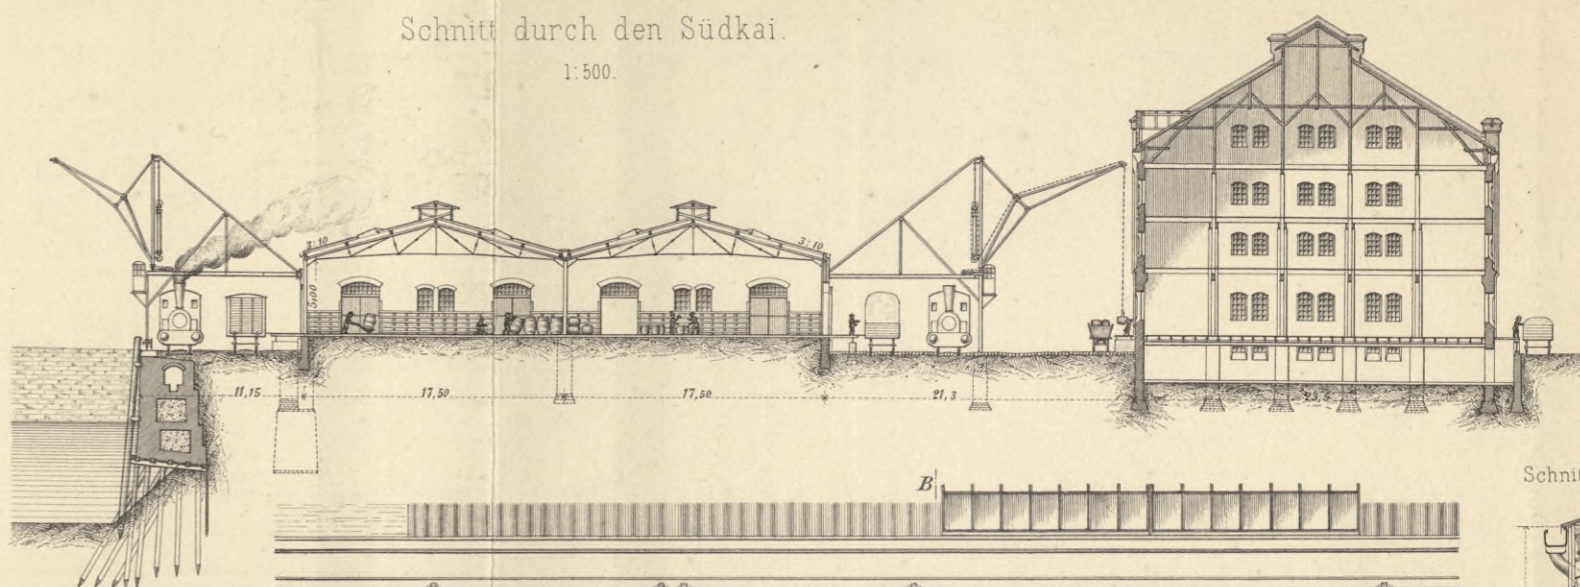 Schnitt durch den Südkai.
1:500.
3:10
3:10
5,00
11,15
17,50
17,50
21,3
B
Schnit